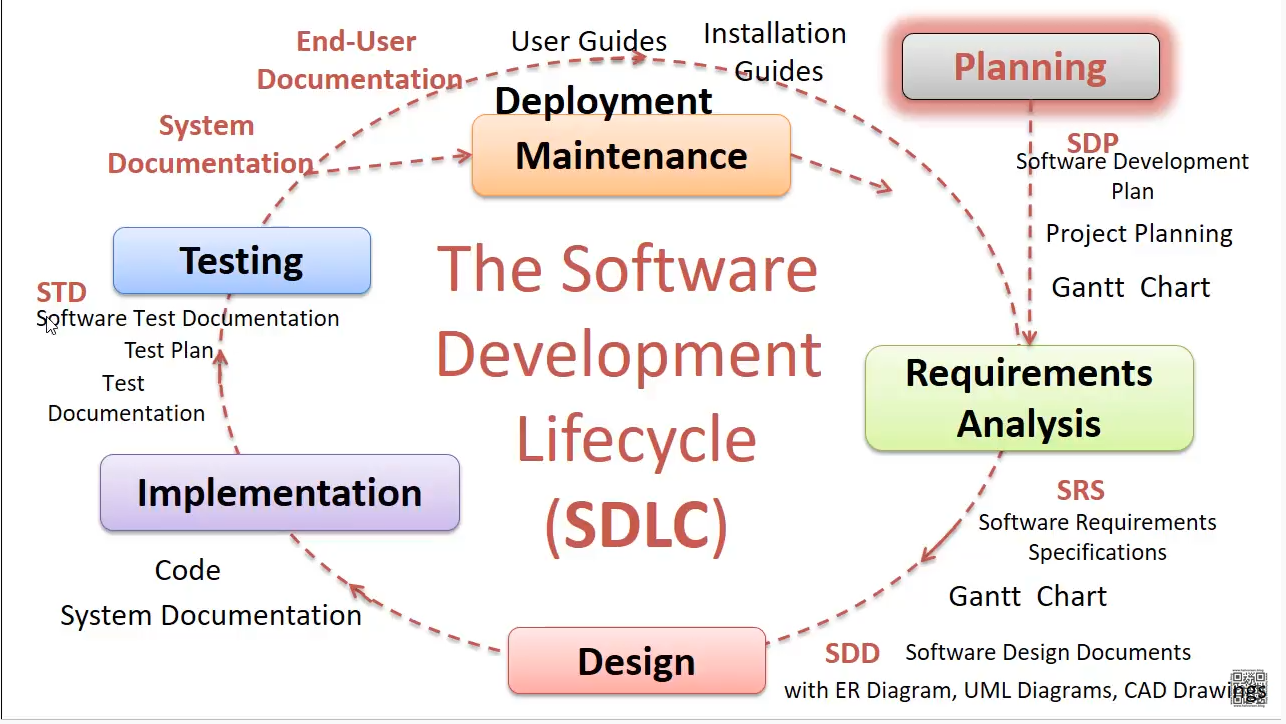 End-User
Documentation
User Guides
Installation
Guides
Planning
System
Documentation
Deployment
Maintenance
SDP
Software Development
Plan
Project Planning
Gantt Chart
Testing
STD
Software Test Documentation
Test Plan
Test
Documentation
The Software
Development
Lifecycle
(SDLC)
Requirements
Analysis
Implementation
SRS
Software Requirements
Specifications
Gantt Chart
Code
System Documentation
Design
SDD Software Design Documents
with ER Diagram, UML Diagrams, CAD Drawings